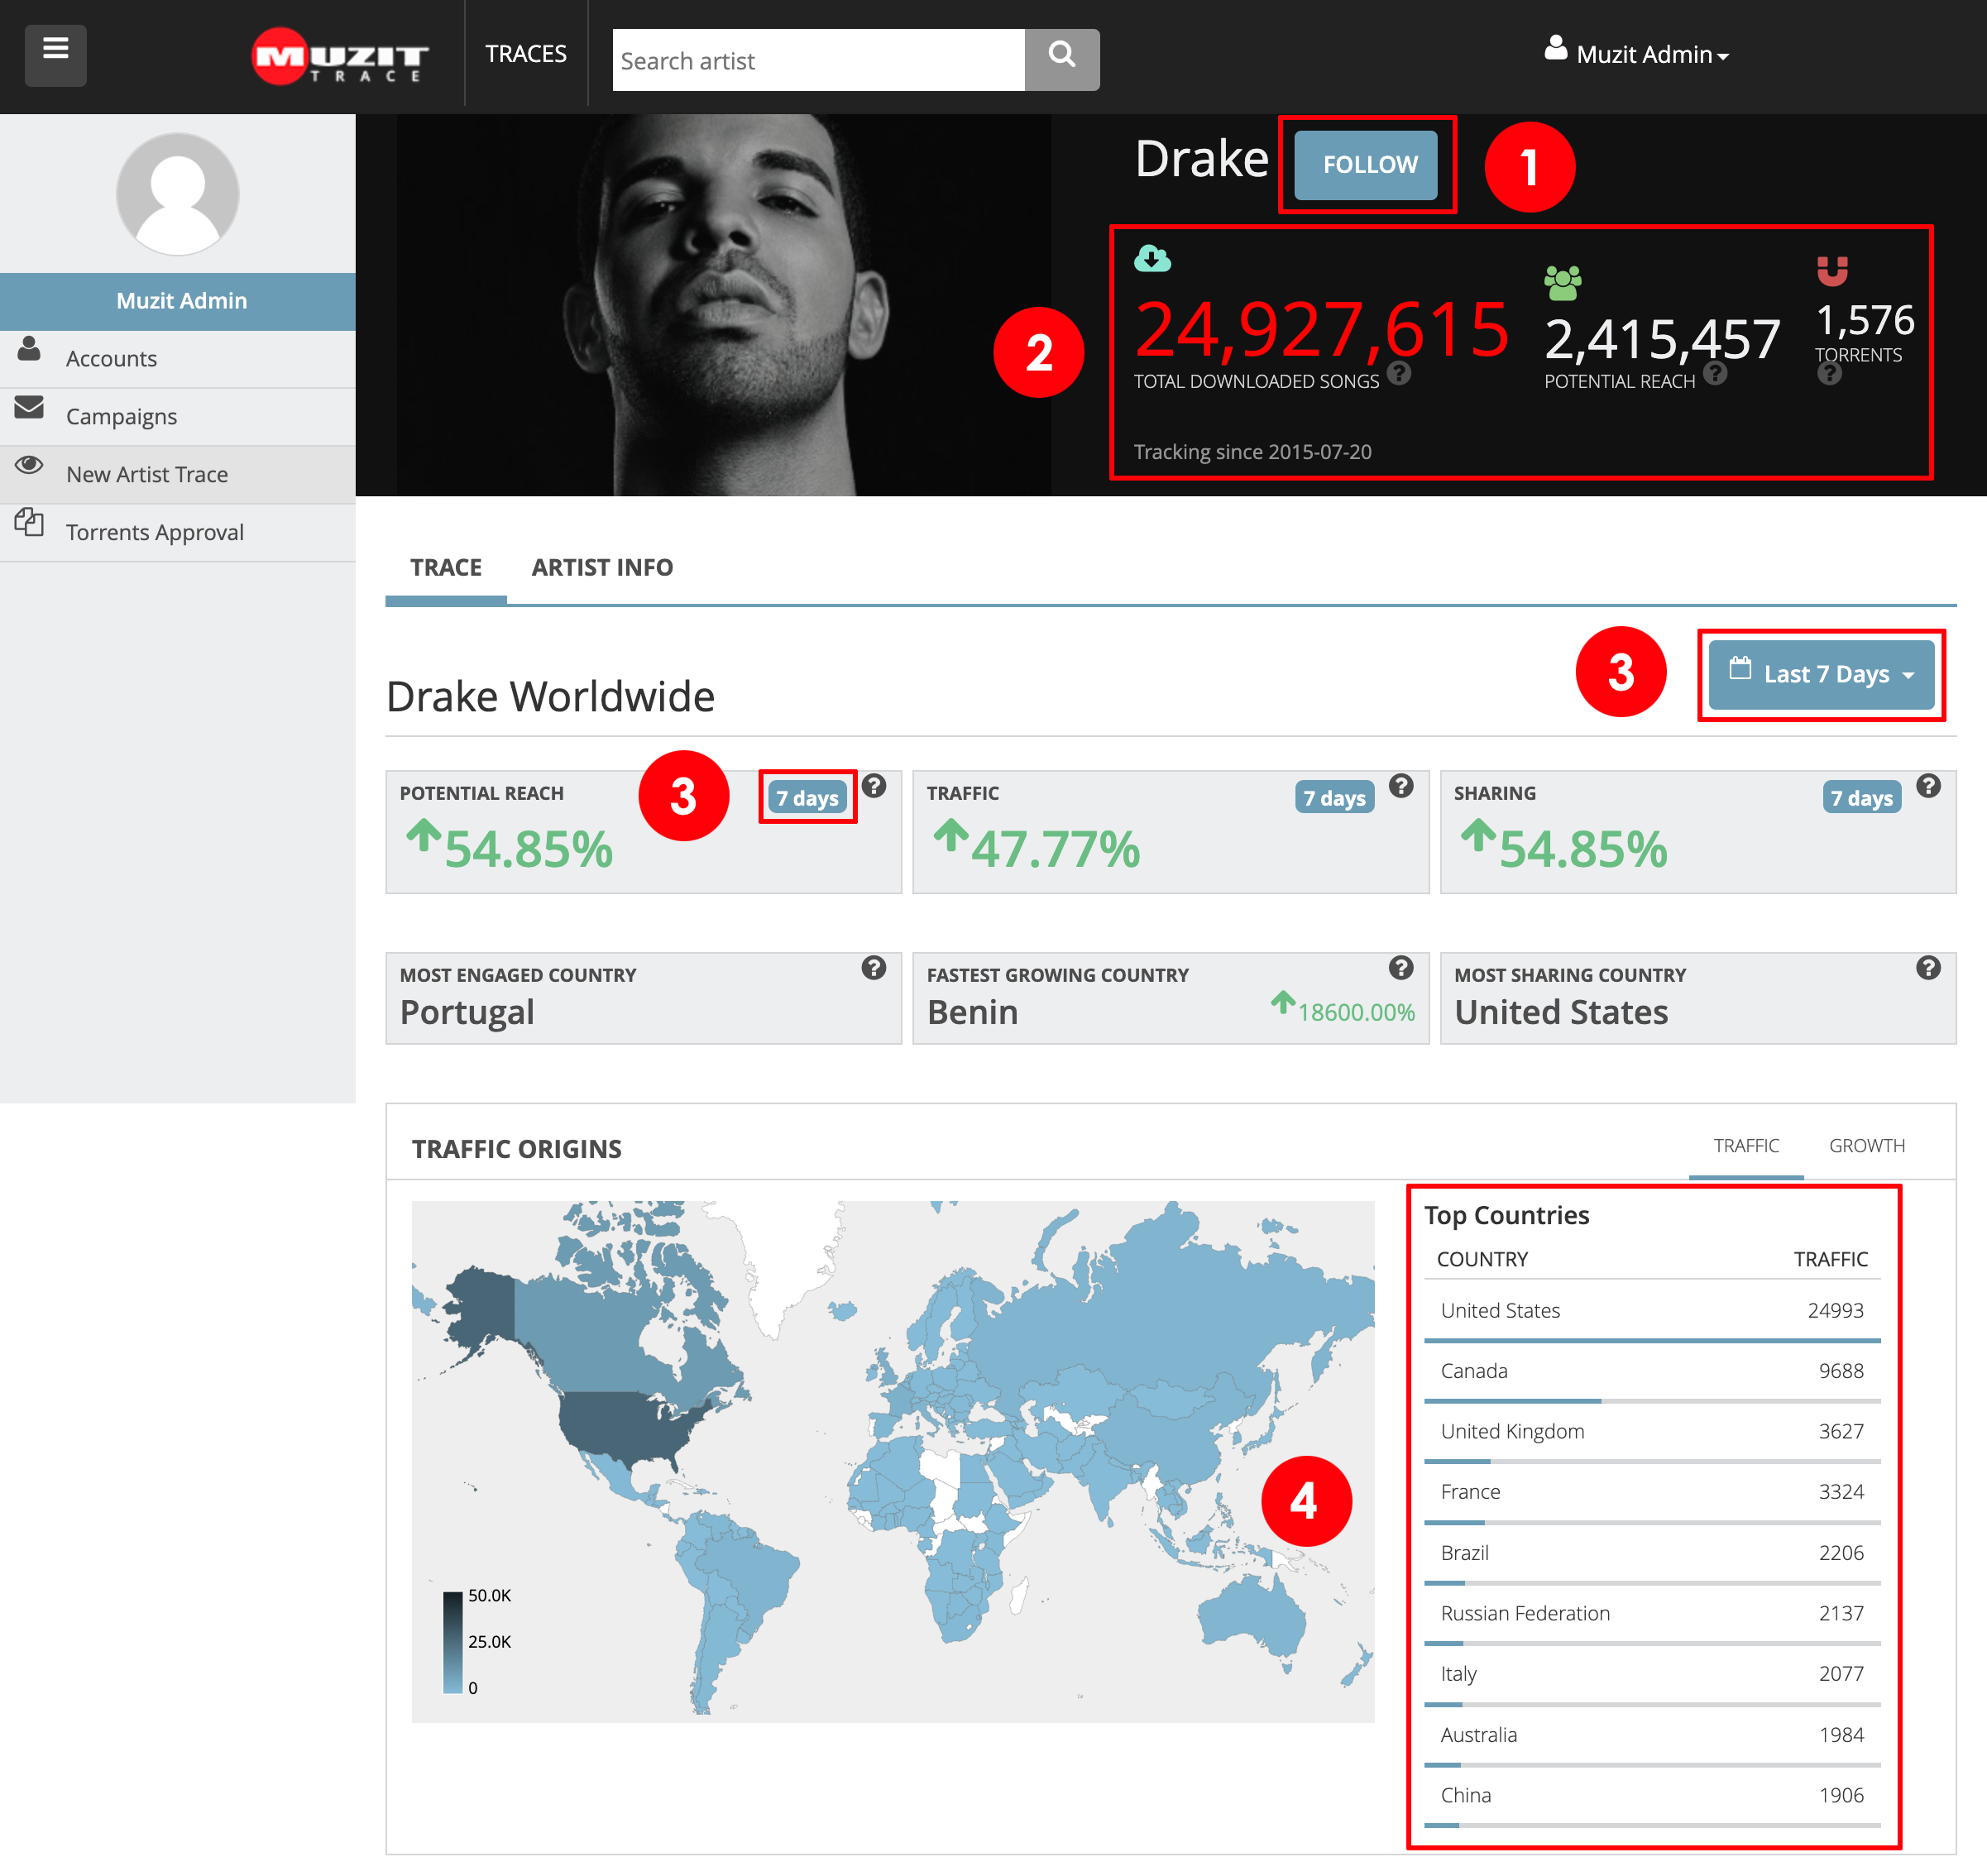 MUZIT
TRACE
TRACES
Search artist
Muzit Admin
Muzit Admin
Accounts
Campaigns
New Artist Trace
Torrents Approval
Drake
FOLLOW
1
2
24,927,615
TOTAL DOWNLOADED SONGS ?
2,415,457
POTENTIAL REACH ?
1,576
TORRENTS
?
Tracking since 2015-07-20
TRACE
ARTIST INFO
Drake Worldwide
3
Last 7 Days
POTENTIAL REACH
3
7 days
?
54.85%
TRAFFIC
7 days
?
47.77%
SHARING
7 days
?
54.85%
MOST ENGAGED COUNTRY
?
Portugal
FASTEST GROWING COUNTRY
?
Benin
18600.00%
MOST SHARING COUNTRY
?
United States
TRAFFIC ORIGINS
TRAFFIC
GROWTH
50.0K
25.0K
0
4
Top Countries
COUNTRY TRAFFIC
United States 24993
Canada 9688
United Kingdom 3627
France 3324
Brazil 2206
Russian Federation 2137
Italy 2077
Australia 1984
China 1906